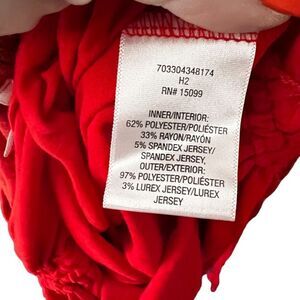 703304348174
H2
RN# 15099
INNER/INTERIOR:
62% POLYESTER/POLIÉSTER
33% RAYON/RAYÓN
5% SPANDEX JERSEY/
SPANDEX JERSEY,
OUTER/EXTERIOR:
97% POLYESTER/POLIÉSTER
3% LUREX JERSEY/LUREX
JERSEY